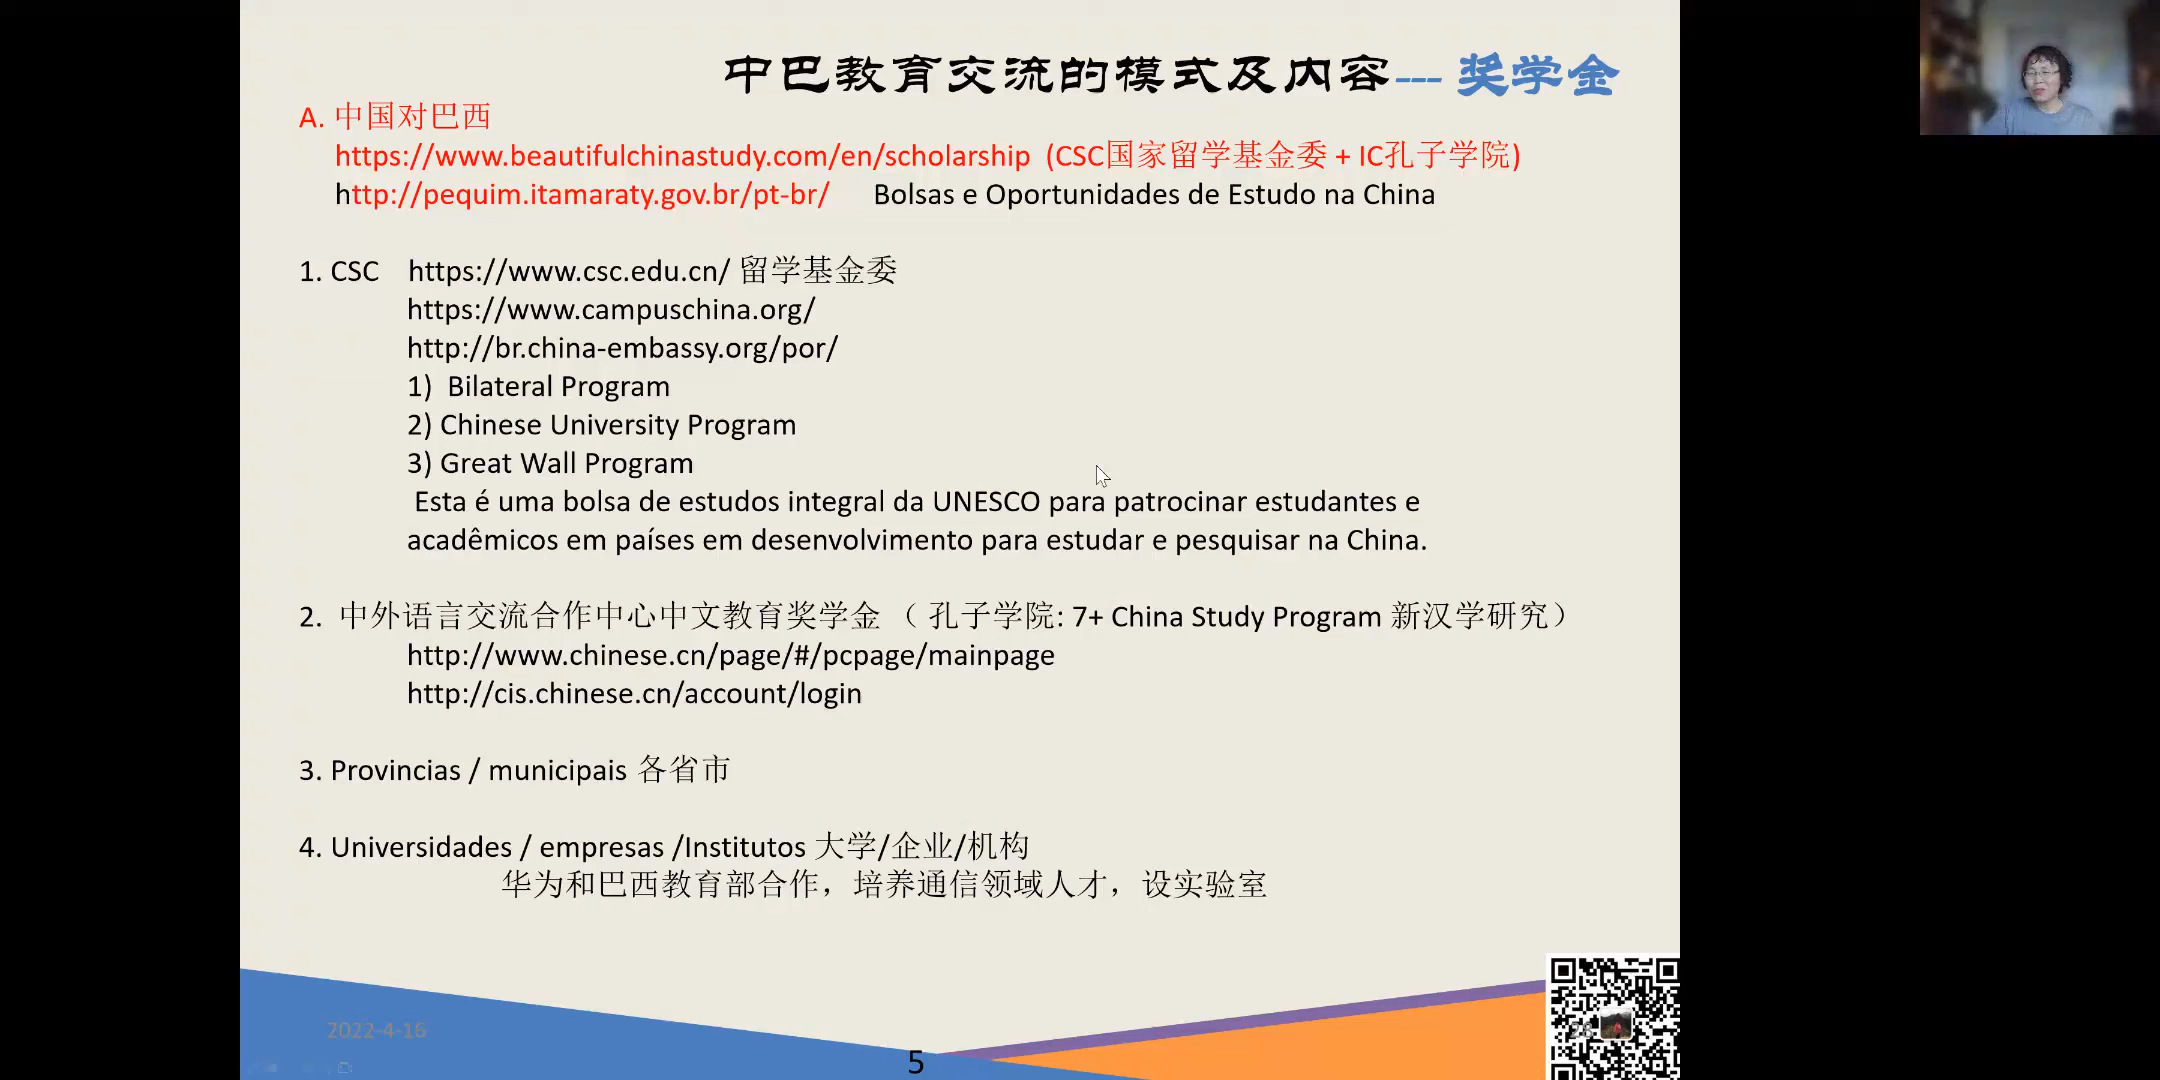 中巴教育交流的模式及内容--- 奖学金
A. 中国对巴西
https://www.beautifulchinastudy.com/en/scholarship (CSC国家留学基金委 + IC孔子学院)
http://pequim.itamaraty.gov.br/pt-br/ Bolsas e Oportunidades de Estudo na China
1. CSC https://www.csc.edu.cn/ 留学基金委
https://www.campuschina.org/
http://br.china-embassy.org/por/
1) Bilateral Program
2) Chinese University Program
3) Great Wall Program
Esta é uma bolsa de estudos integral da UNESCO para patrocinar estudantes e
acadêmicos em países em desenvolvimento para estudar e pesquisar na China.
2. 中外语言交流合作中心中文教育奖学金 （ 孔子学院: 7+ China Study Program 新汉学研究）
http://www.chinese.cn/page/#/pcpage/mainpage
http://cis.chinese.cn/account/login
3. Provincias / municipais 各省市
4. Universidades / empresas /Institutos 大学/企业/机构
华为和巴西教育部合作，培养通信领域人才，设实验室
2022-4-16
28
5